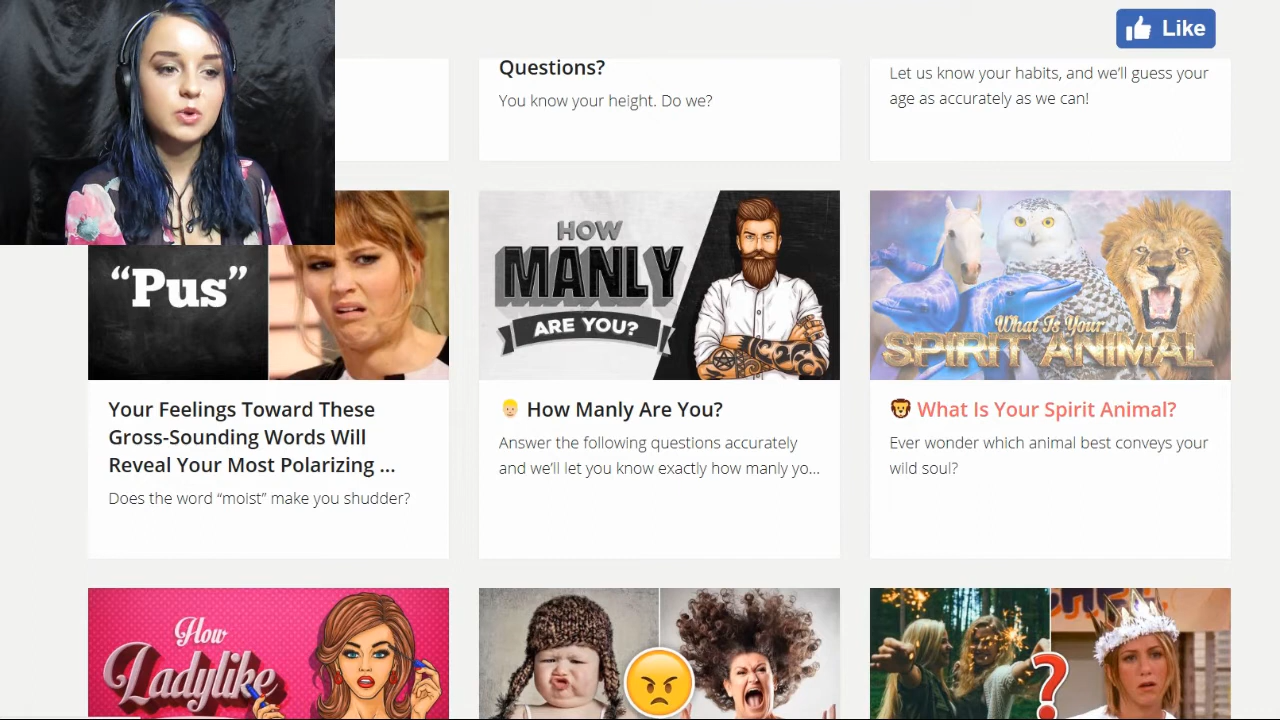 Like
Questions?
You know your height. Do we?
Let us know your habits, and we'll guess your
age as accurately as we can!
"Pus"
HOW
MANLY
ARE YOU?
What Is Your
SPIRIT ANIMAL
Your Feelings Toward These
Gross-Sounding Words Will
Reveal Your Most Polarizing ...
Does the word “moist” make you shudder?
How Manly Are You?
Answer the following questions accurately
and we'll let you know exactly how manly yo...
What Is Your Spirit Animal?
Ever wonder which animal best conveys your
wild soul?
How
Ladylike
?